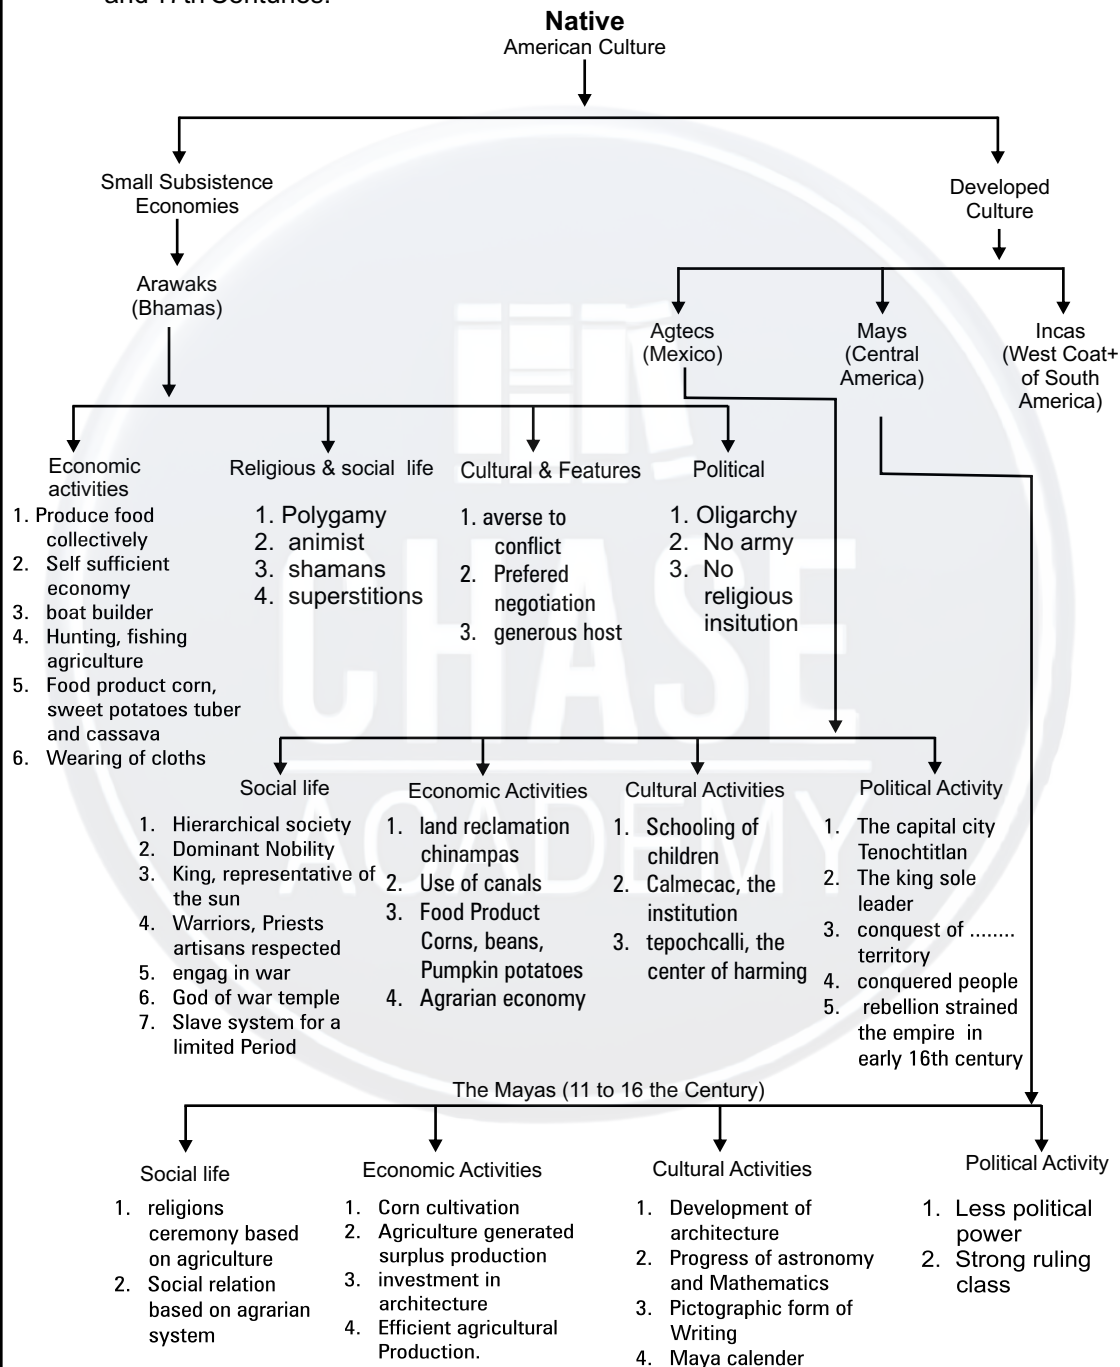 and 17th Centuries.
Native
American Culture
Small Subsistence
Economies
Developed
Culture
Arawaks
(Bhamas)
Agtecs
(Mexico)
Mays
(Central
America)
Incas
(West Coat+
of South
America)
Economic
activities
1. Produce food
collectively
2. Self sufficient
economy
3. boat builder
4. Hunting, fishing
agriculture
5. Food product corn,
sweet potatoes tuber
and cassava
6. Wearing of cloths
Religious & social life
1. Polygamy
2. animist
3. shamans
4. superstitions
Cultural & Features
1. averse to
conflict
2. Prefered
negotiation
3. generous host
Political
1. Oligarchy
2. No army
3. No
religious
insitution
CHASE
ACADEMY
Social life
1. Hierarchical society
2. Dominant Nobility
3. King, representative of
the sun
4. Warriors, Priests
artisans respected
5. engag in war
6. God of war temple
7. Slave system for a
limited Period
Economic Activities
1. land reclamation
chinampas
2. Use of canals
3. Food Product
Corns, beans,
Pumpkin potatoes
4. Agrarian economy
Cultural Activities
1. Schooling of
children
2. Calmecac, the
institution
3. tepochcalli, the
center of harming
Political Activity
1. The capital city
Tenochtitlan
2. The king sole
leader
3. conquest of ........
territory
4. conquered people
5. rebellion strained
the empire in
early 16th century
The Mayas (11 to 16 the Century)
Social life
1. religions
ceremony based
on agriculture
2. Social relation
based on agrarian
system
Economic Activities
1. Corn cultivation
2. Agriculture generated
surplus production
3. investment in
architecture
4. Efficient agricultural
Production.
Cultural Activities
1. Development of
architecture
2. Progress of astronomy
and Mathematics
3. Pictographic form of
Writing
4. Maya calender
Political Activity
1. Less political
power
2. Strong ruling
class